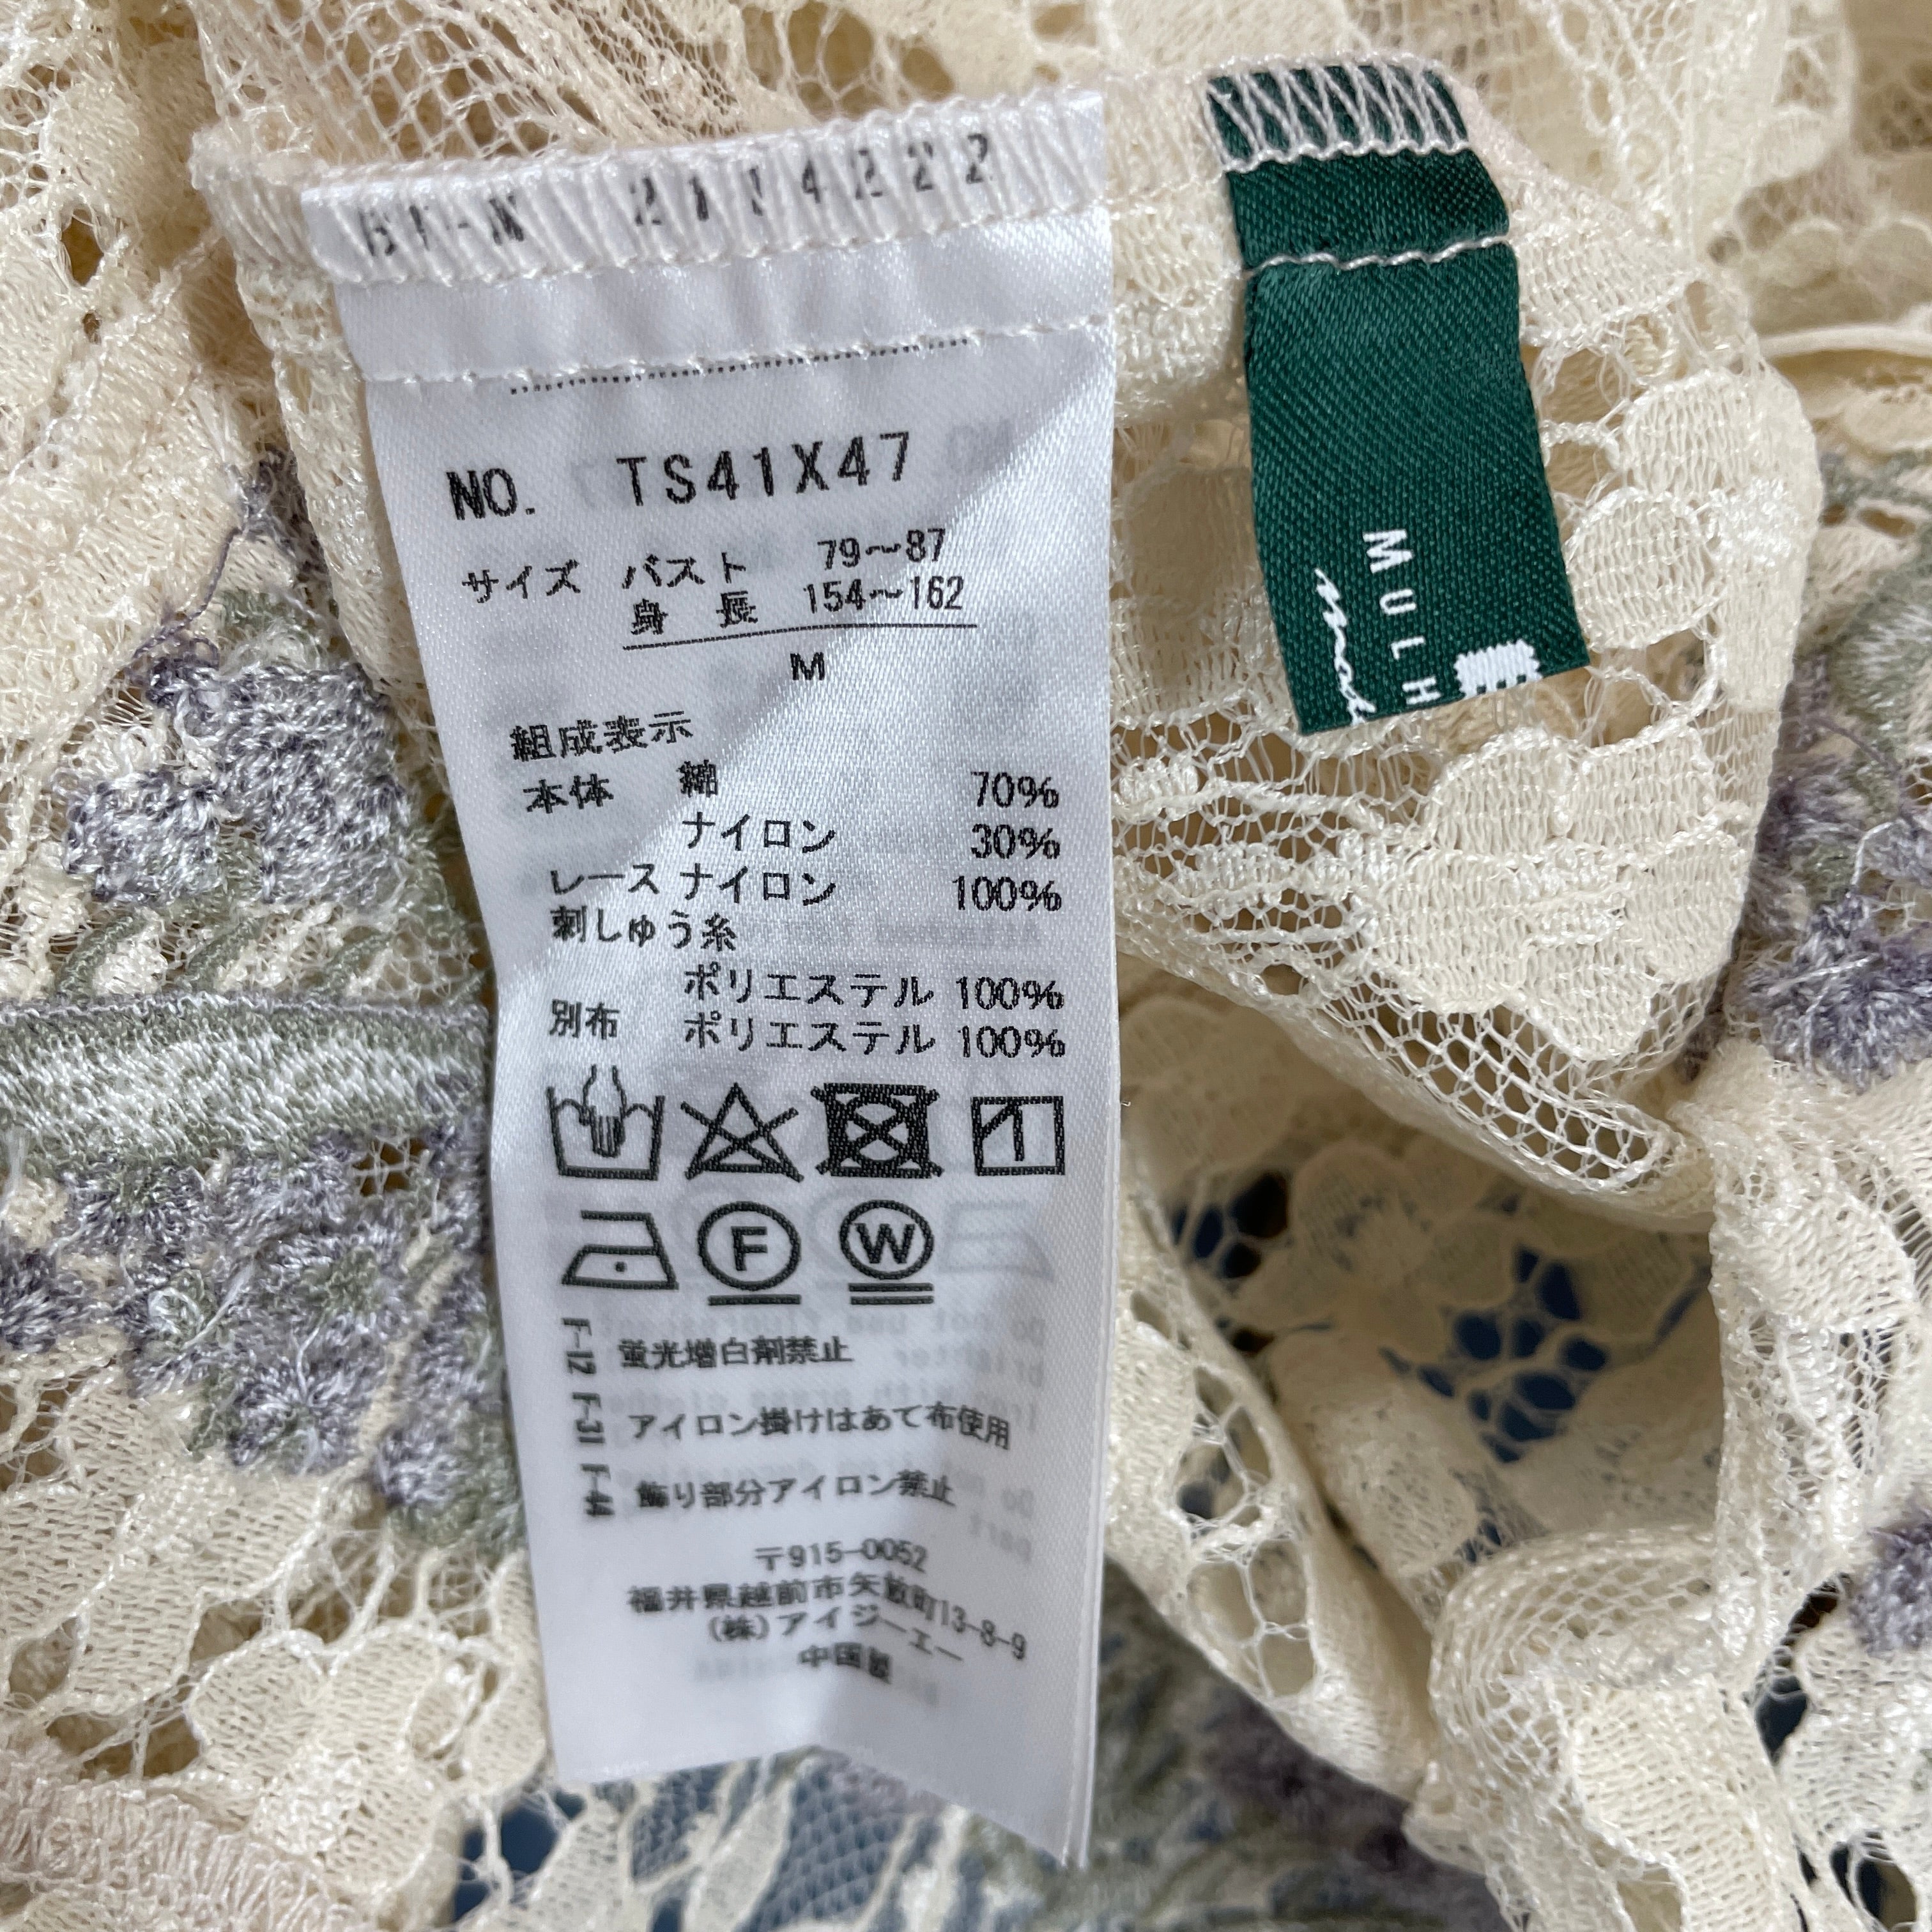 2114222
NO. TS41X47
サイズ バスト 79〜87
身 長 154〜162
M
組成表示
本体 綿 70%
ナイロン 30%
レース ナイロン 100%
刺しゅう糸
ポリエステル 100%
別布 ポリエステル 100%
F W
F-12 蛍光増白剤禁止
F-31 アイロン掛けはあて布使用
F-44 飾り部分アイロン禁止
〒915-0052
福井県越前市矢放町13-8-9
(株)アイジーエー
中国製
MULH